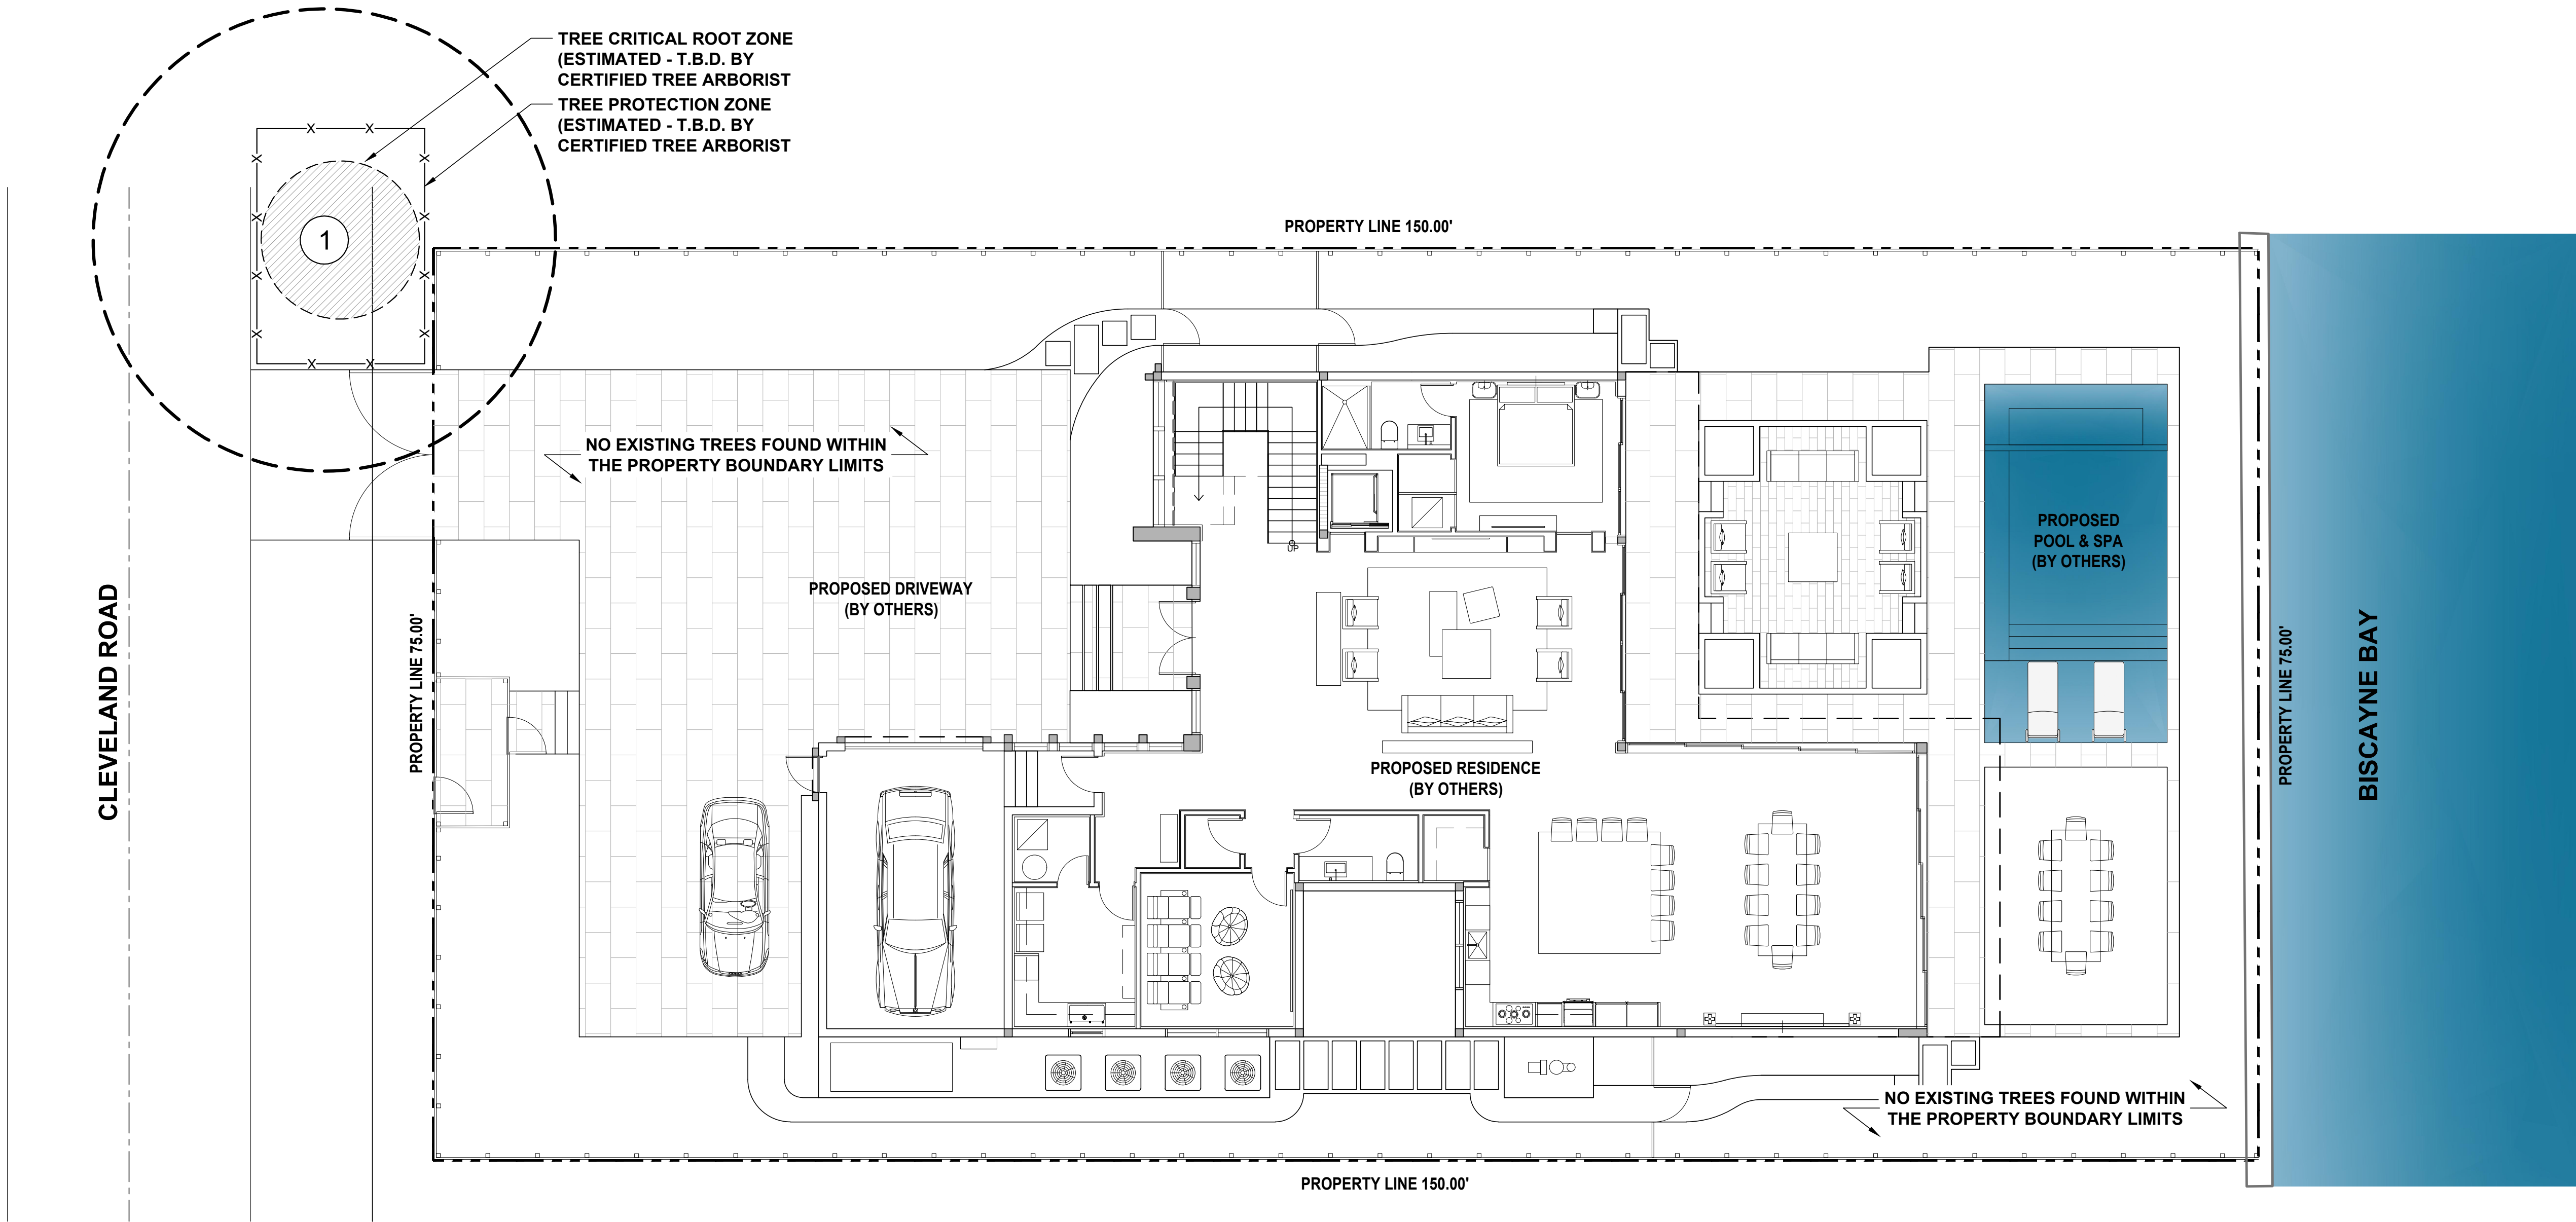 TREE CRITICAL ROOT ZONE
(ESTIMATED - T.B.D. BY
CERTIFIED TREE ARBORIST
TREE PROTECTION ZONE
(ESTIMATED - T.B.D. BY
CERTIFIED TREE ARBORIST
1
PROPERTY LINE 150.00'
NO EXISTING TREES FOUND WITHIN
THE PROPERTY BOUNDARY LIMITS
PROPOSED
POOL & SPA
(BY OTHERS)
UP
PROPOSED DRIVEWAY
(BY OTHERS)
CLEVELAND ROAD
PROPERTY LINE 75.00'
PROPOSED RESIDENCE
(BY OTHERS)
PROPERTY LINE 75.00'
BISCAYNE BAY
NO EXISTING TREES FOUND WITHIN
THE PROPERTY BOUNDARY LIMITS
PROPERTY LINE 150.00'